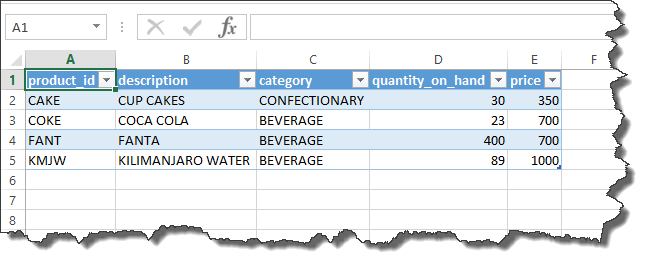 A1 fx
A B C D E F
1 product_id description category quantity_on_hand price
2 CAKE CUP CAKES CONFECTIONARY 30 350
3 COKE COCA COLA BEVERAGE 23 700
4 FANT FANTA BEVERAGE 400 700
5 KMJW KILIMANJARO WATER BEVERAGE 89 1000
6
7
8